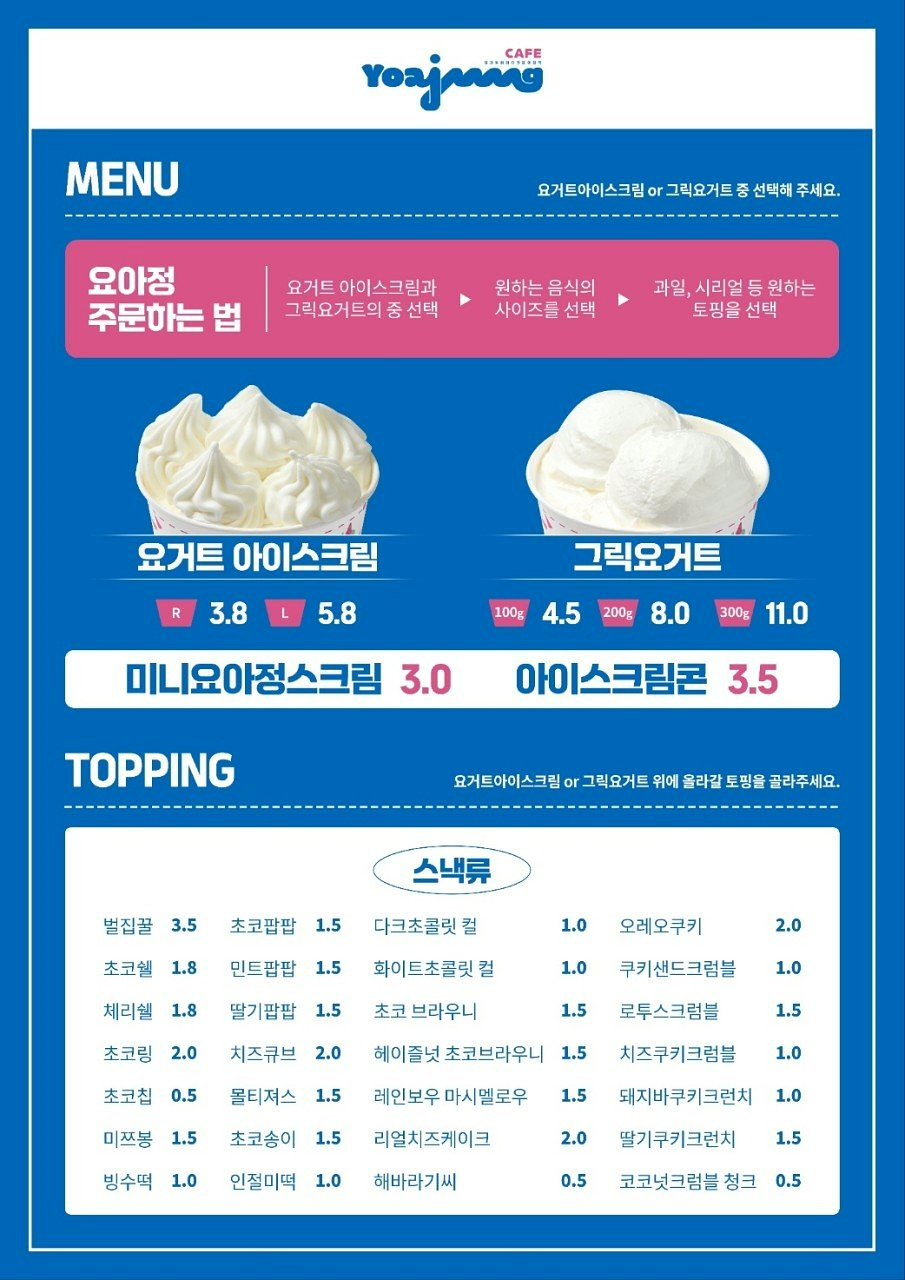 CAFE
Yoajung
MENU
요거트아이스크림 or 그릭요거트 중 선택해 주세요.
요아정
주문하는 법
요거트 아이스크림과
그릭요거트의 중 선택
▶
원하는 음식의
사이즈를 선택
▶
과일, 시리얼 등 원하는
토핑을 선택
요거트 아이스크림
그릭요거트
R 3.8 L 5.8
100g 4.5 200g 8.0 300g 11.0
미니요아정스크림 3.0 아이스크림콘 3.5
TOPPING
요거트아이스크림 or 그릭요거트 위에 올라갈 토핑을 골라주세요.
스낵류
벌집꿀 3.5 초코팝팝 1.5 다크초콜릿 컬 1.0 오레오쿠키 2.0
초코쉘 1.8 민트팝팝 1.5 화이트초콜릿 컬 1.0 쿠키샌드크럼블 1.0
체리쉘 1.8 딸기팝팝 1.5 초코 브라우니 1.5 로투스크럼블 1.5
초코링 2.0 치즈큐브 2.0 헤이즐넛 초코브라우니 1.5 치즈쿠키크럼블 1.0
초코칩 0.5 몰티져스 1.5 레인보우 마시멜로우 1.5 돼지바쿠키크런치 1.0
미쯔봉 1.5 초코송이 1.5 리얼치즈케이크 2.0 딸기쿠키크런치 1.5
빙수떡 1.0 인절미떡 1.0 해바라기씨 0.5 코코넛크럼블 청크 0.5